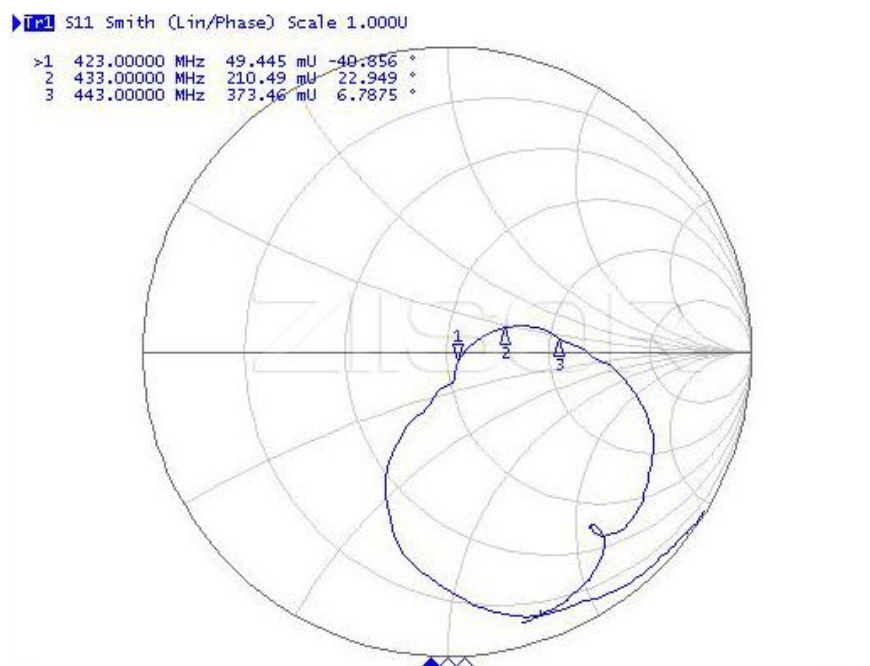 Tr1 S11 Smith (Lin/Phase) Scale 1.000U
>1 423.00000 MHz 49.445 mU -40.856 °
2 433.00000 MHz 210.49 mU 22.949 °
3 443.00000 MHz 373.46 mU 6.7875 °
1
2
3